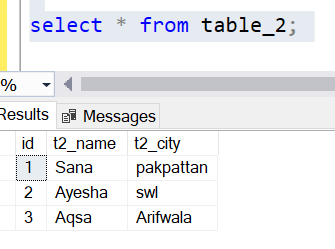 select * from table_2;
%
Results Messages
id t2_name t2_city
1 Sana pakpattan
2 Ayesha swl
3 Aqsa Arifwala